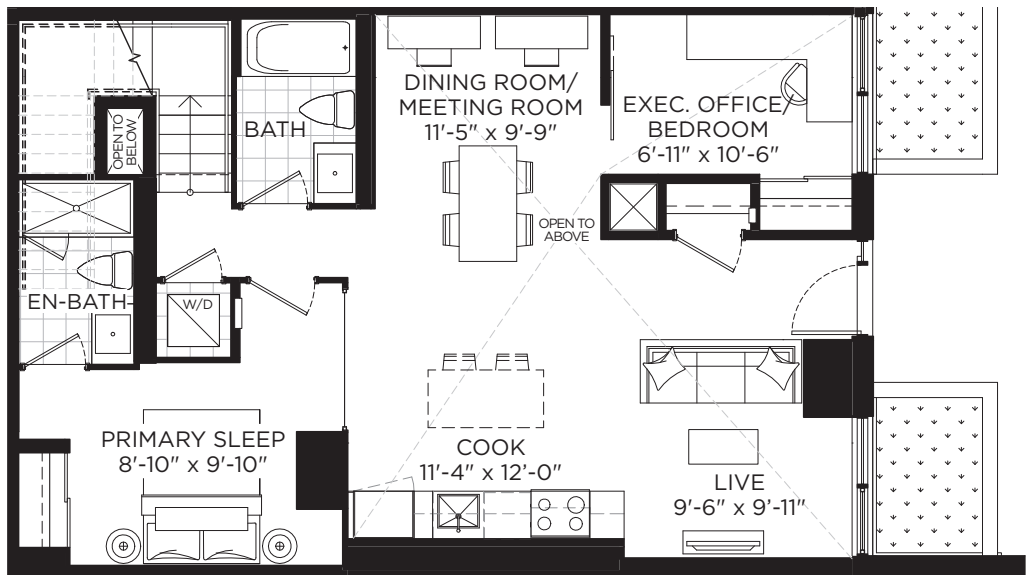 DINING ROOM/
MEETING ROOM
11'-5" x 9'-9"
EXEC. OFFICE/
BEDROOM
6'-11" x 10'-6"
BATH
OPEN TO
BELOW
OPEN TO
ABOVE
EN-BATH
W/D
PRIMARY SLEEP
8'-10" x 9'-10"
COOK
11'-4" x 12'-0"
LIVE
9'-6" x 9'-11"